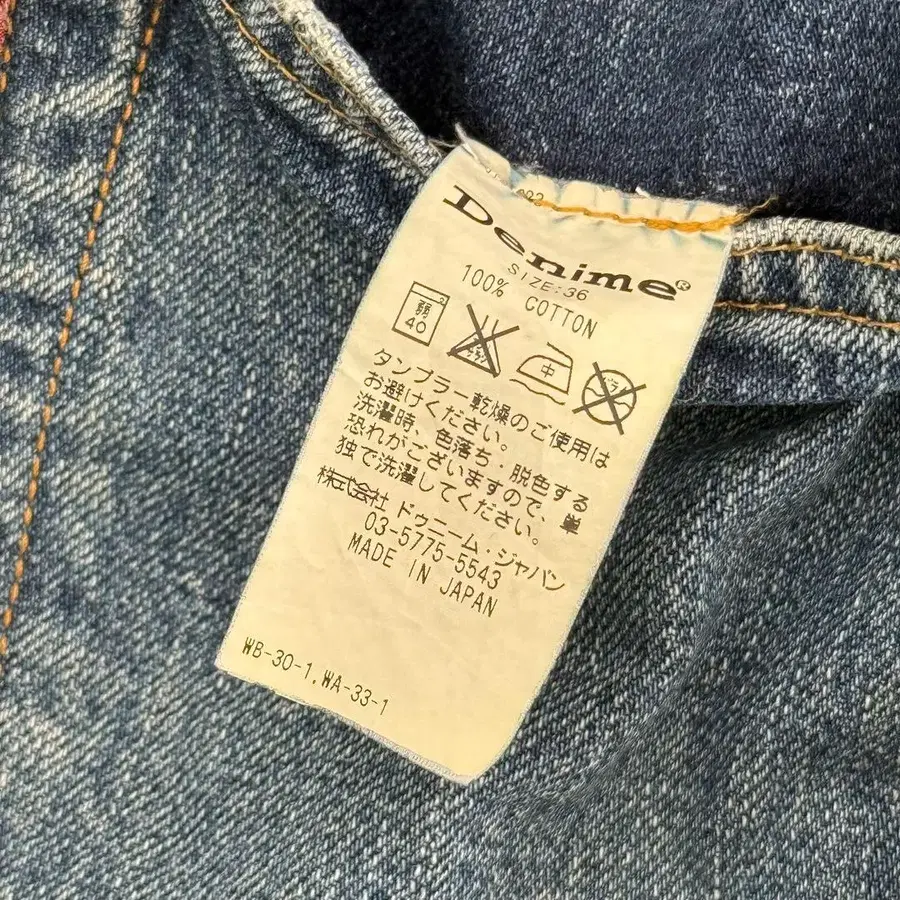 Denime®
SIZE:36
100% COTTON
弱
40
中
タンブラー乾燥のご使用は
お避けください。
洗濯時、色落ち・脱色する
恐れがございますので、単
独で洗濯してください。
株式会社 ドゥニーム・ジャパン
03-5775-5543
MADE IN JAPAN
WB-30-1.WA-33-1